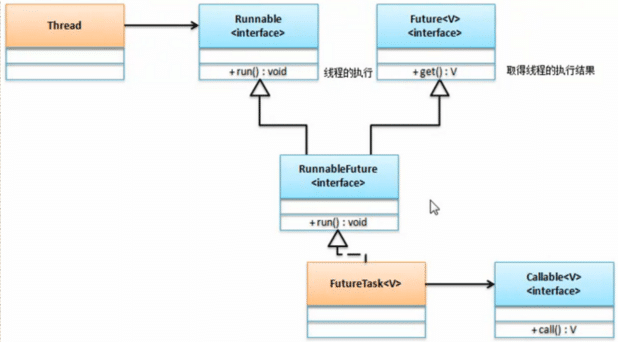 Thread
Runnable
<interface>
+run() : void
线程的执行
Future<V>
<interface>
+get() : V
取得线程的执行结果
RunnableFuture
<interface>
+run() : void
FutureTask<V>
Callable<V>
<interface>
+call() : V